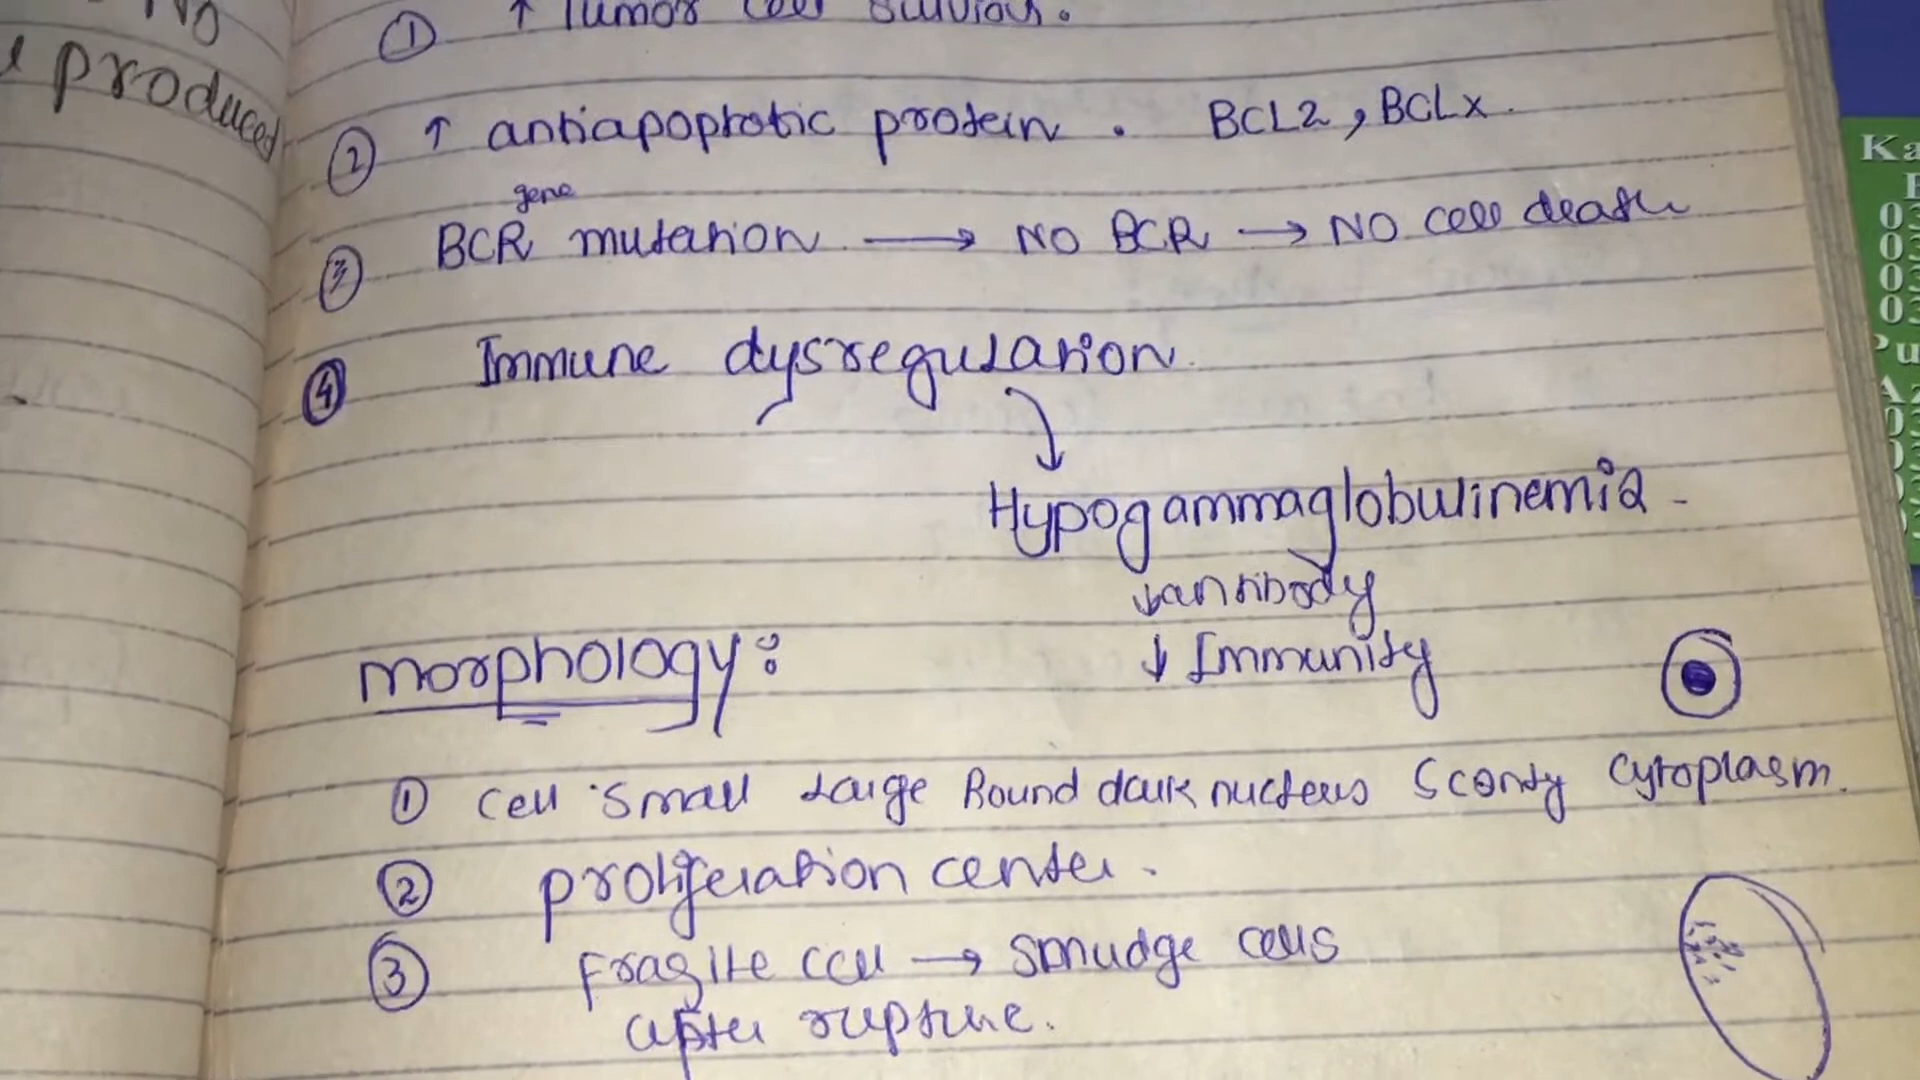 No
produced
① ↑ Tumor cell survival.
② ↑ antiapoptotic protein . BCL2 , BCLX .
gene
③ BCR mutation → NO BCR → NO cell death
④ Immune dysregulation.
Hypogammaglobulinemia -
↓ antibody
↓ Immunity
morphology:
① Cell small Large Round dark nucleus Scanty cytoplasm.
② proliferation center .
③ Fragile cell → smudge cells
after rupture.
Ka